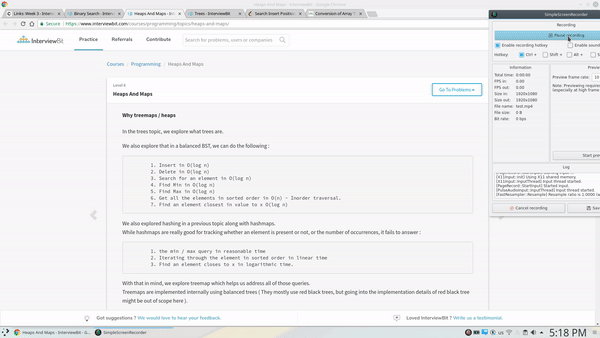 Heaps And Maps - InterviewBit - Google Chrome
Links: Week 3 - Interview
Binary Search - Interview
Heaps And Maps - Interview
Trees - InterviewBit
Search Insert Position
Conversion of Array
Secure https://www.interviewbit.com/courses/programming/topics/heaps-and-maps/
InterviewBit
Practice
Referrals
Contribute
Search for companies, problems or users
Courses / Programming / Heaps And Maps
Level 6
Heaps And Maps
Go To Problems
Why treemaps / heaps
In the trees topic, we explore what trees are.
We also explore that in a balanced BST, we can do the following :
1. Insert in O(log n)
2. Delete in O(log n)
3. Search for an element in O(log n)
4. Find Min in O(log n)
5. Find Max in O(log n)
6. Get all the elements in sorted order in O(n) - Inorder traversal.
7. Find an element closest in value to x O(log n)
We also explored hashing in a previous topic along with hashmaps.
While hashmaps are really good for tracking whether an element is present or not, or the number of occurrences, it fails to answer :
1. the min / max query in reasonable time
2. Iterating through the element in sorted order in linear time
3. Find an element closes to x in logarithmic time.
With that in mind, we explore treemap which helps us address all of those queries.
Treemaps are implemented internally using balanced trees ( They mostly use red black trees, but going into the implementation details of red black tree
might be out of scope here ).
Got suggestions ? We would love to hear your feedback.
Loved InterviewBit ? Write us a testimonial.
SimpleScreenRecorder
Recording
Pause recording
Enable recording hotkey
Enable sound
Hotkey:
Ctrl +
Shift +
Alt +
Information
Total time: 0:00:00
FPS in: 0.00
FPS out: 0.00
Size in: 1920x1080
Size out: 1920x1080
File name: test.mp4
File size: 0 B
Bit rate: 0 bps
Preview
Preview frame rate: 10
Note: Previewing requires
(especially at high frame
Start pre
Log
[X11Input::Init] Using X11 shared memory.
[X11Input::InputThread] Input thread started.
[PageRecord::StartInput] Started input.
[PulseAudioInput::InputThread] Input thread started.
[FastResampler::Resample] Resample ratio is 1.0000
Cancel recording
Save
Heaps And Maps - InterviewBit - G
SimpleScreenRecorder
5:18 PM